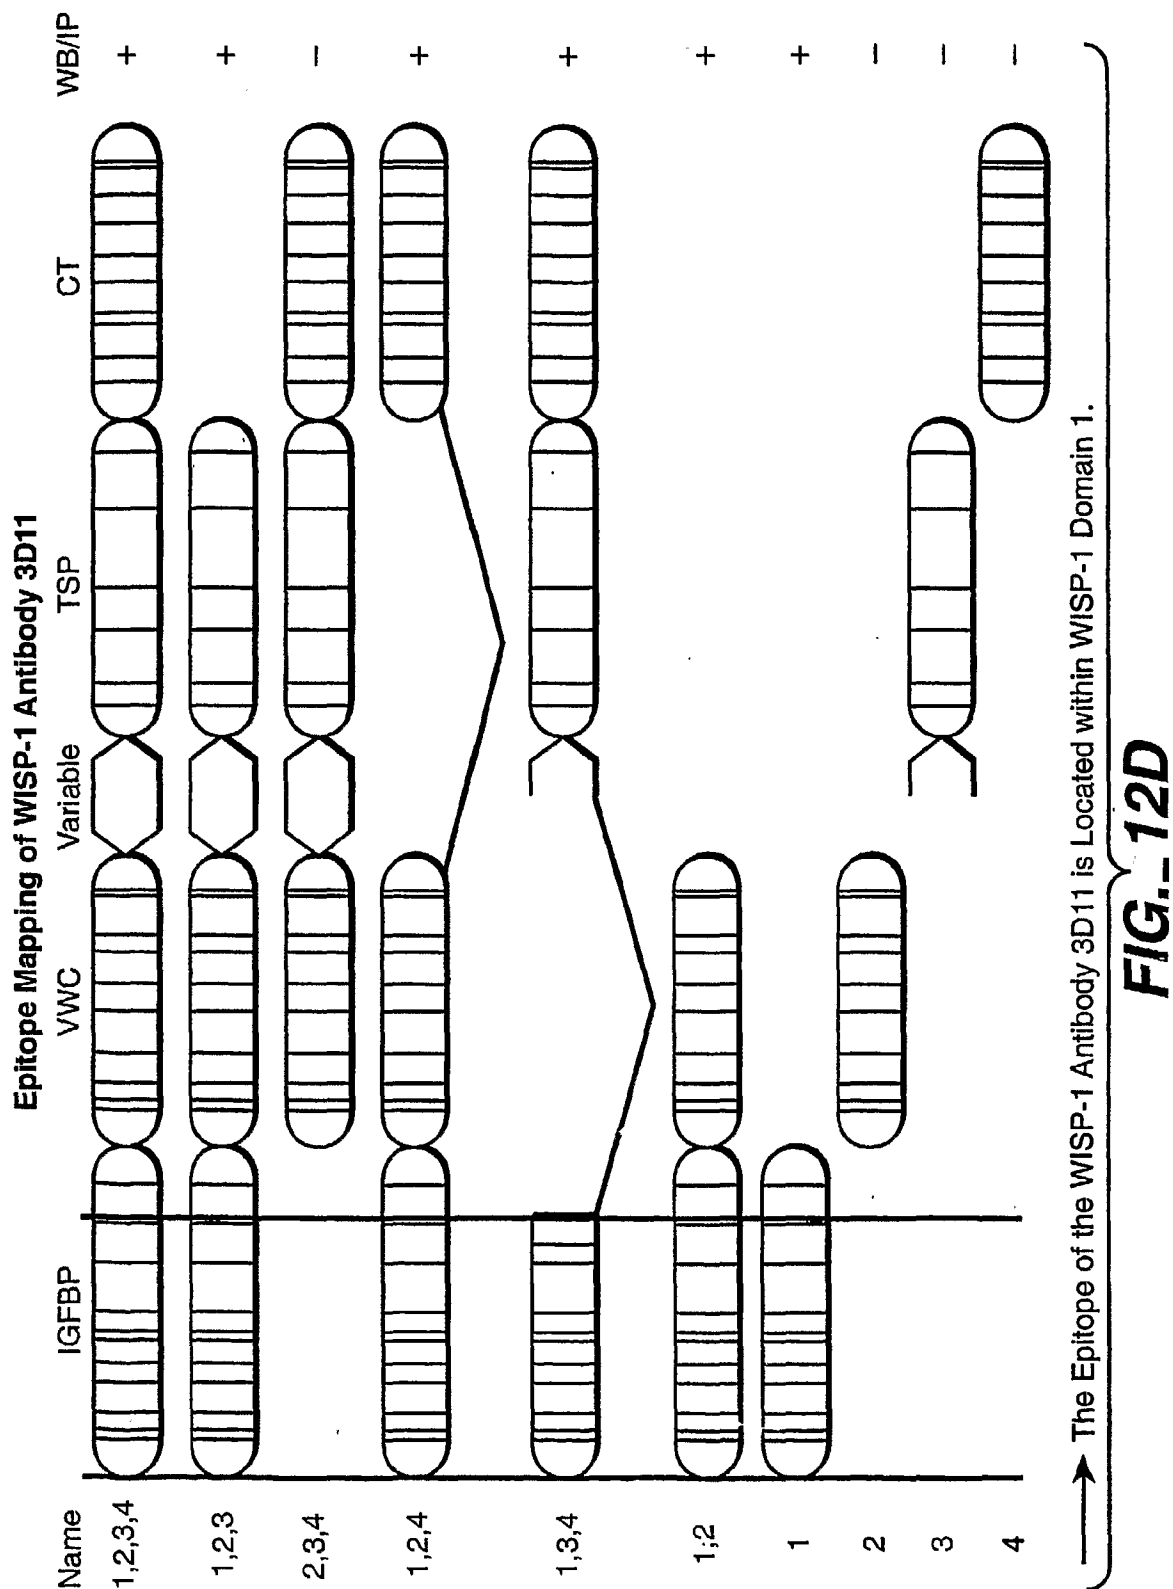 Epitope Mapping of WISP-1 Antibody 3D11
Name IGFBP VWC Variable TSP CT WB/IP
1,2,3,4 +
1,2,3 +
2,3,4 −
1,2,4 +
1,3,4 +
1,2 +
1 +
2 −
3 −
4 −
The Epitope of the WISP-1 Antibody 3D11 is Located within WISP-1 Domain 1.
FIG._12D